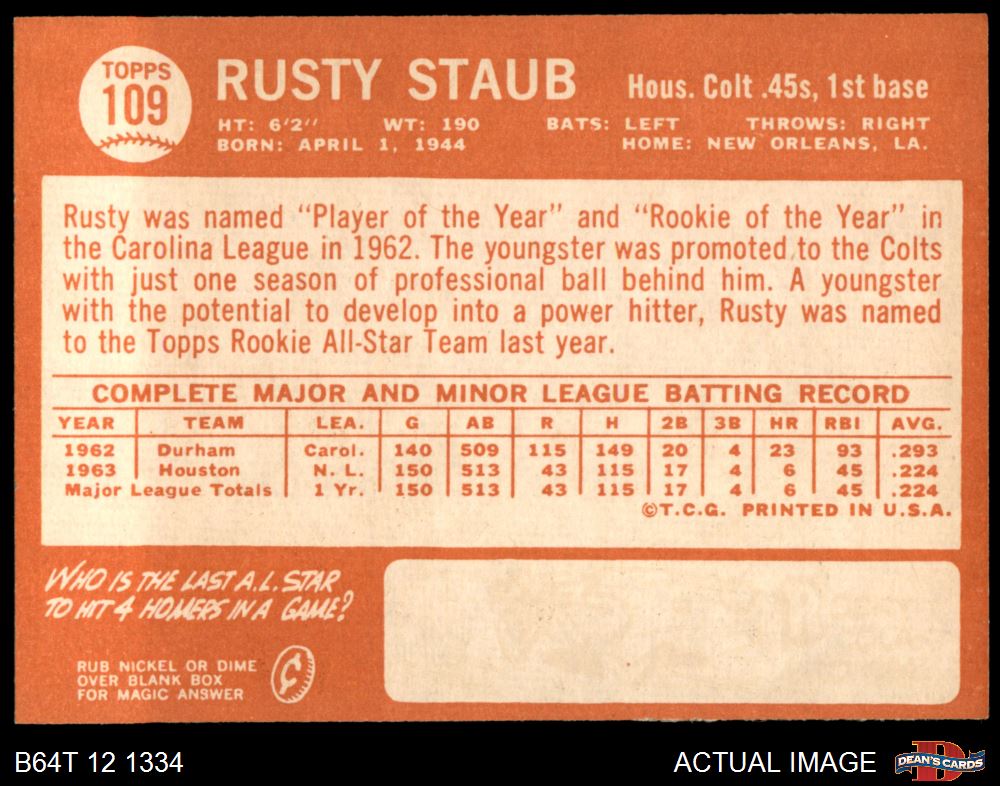 TOPPS
109
RUSTY STAUB
Hous. Colt .45s, 1st base
HT: 6'2" WT: 190 BATS: LEFT THROWS: RIGHT
BORN: APRIL 1, 1944 HOME: NEW ORLEANS, LA.
Rusty was named "Player of the Year" and "Rookie of the Year" in
the Carolina League in 1962. The youngster was promoted to the Colts
with just one season of professional ball behind him. A youngster
with the potential to develop into a power hitter, Rusty was named
to the Topps Rookie All-Star Team last year.
COMPLETE MAJOR AND MINOR LEAGUE BATTING RECORD
YEAR TEAM LEA. G AB R H 2B 3B HR RBI AVG.
1962 Durham Carol. 140 509 115 149 20 4 23 93 .293
1963 Houston N. L. 150 513 43 115 17 4 6 45 .224
Major League Totals 1 Yr. 150 513 43 115 17 4 6 45 .224
©T.C.G. PRINTED IN U.S.A.
WHO IS THE LAST A.L. STAR
TO HIT 4 HOMERS IN A GAME?
RUB NICKEL OR DIME
OVER BLANK BOX
FOR MAGIC ANSWER
¢
B64T 12 1334
ACTUAL IMAGE
DEAN'S CARDS